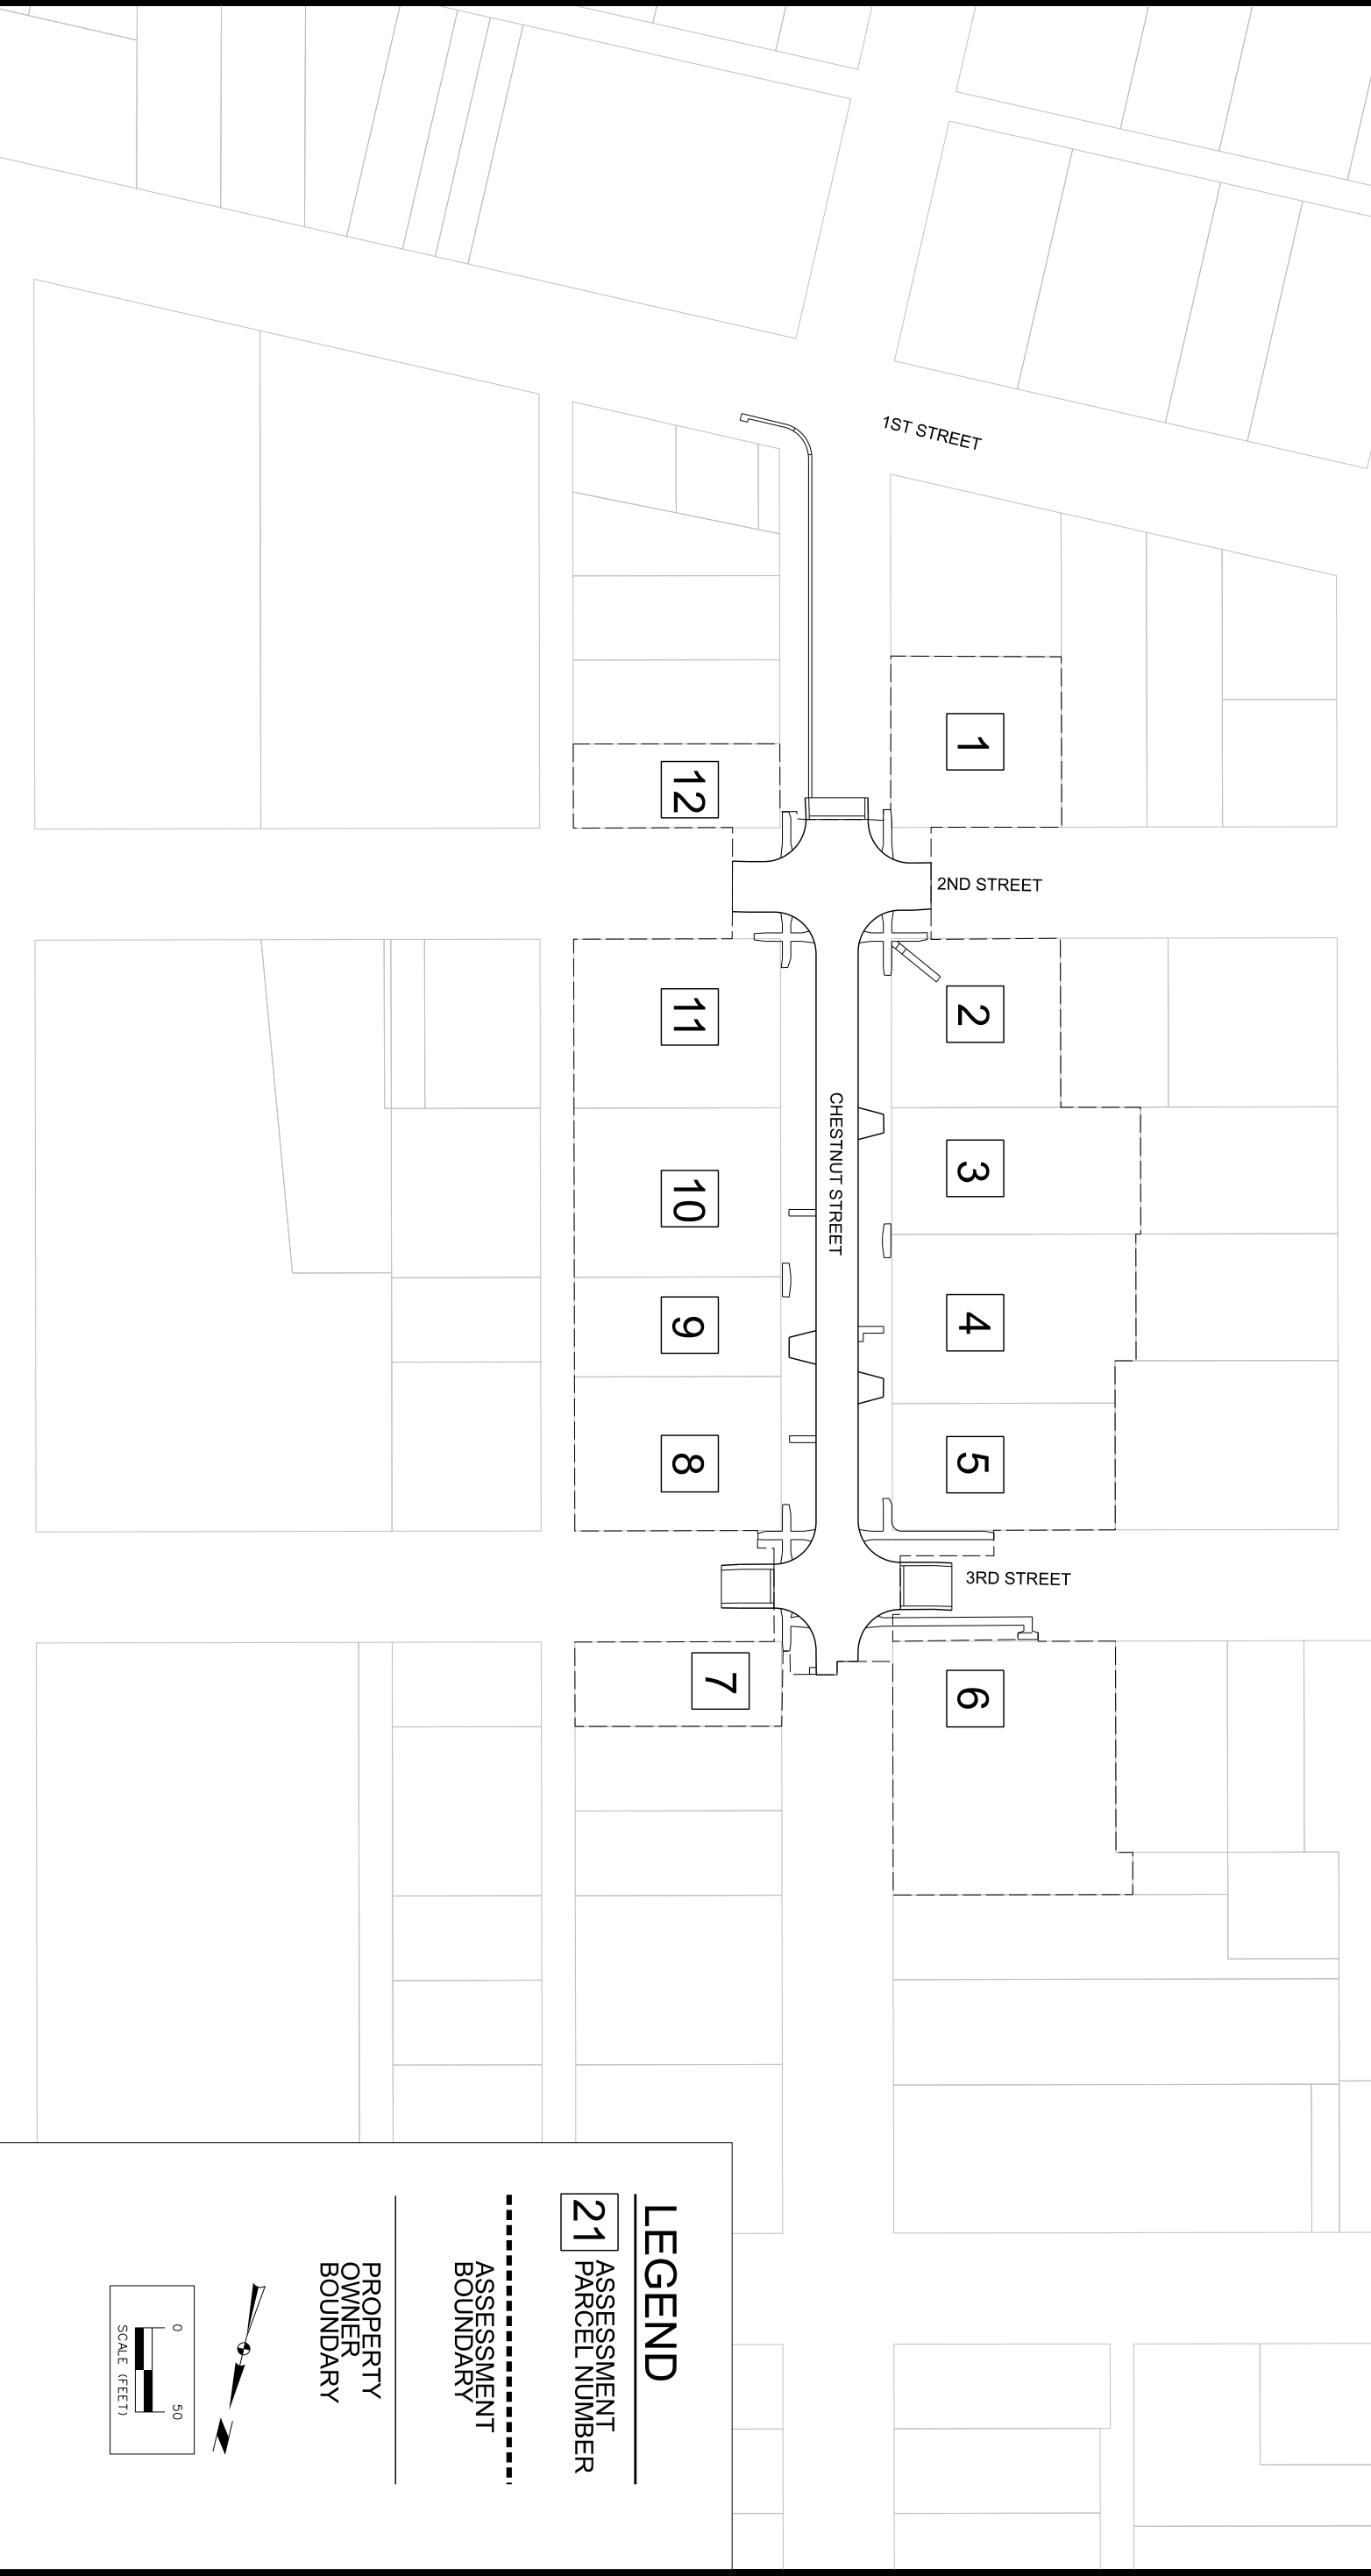 1ST STREET
1
12
2ND STREET
2
11
CHESTNUT STREET
3
10
4
9
5
8
3RD STREET
6
7
LEGEND
21
ASSESSMENT
PARCEL NUMBER
ASSESSMENT
BOUNDARY
PROPERTY
OWNER
BOUNDARY
0 50
SCALE (FEET)